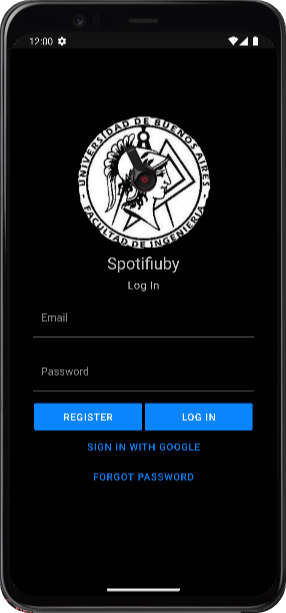 12:00
UNIVERSIDAD DE BUENOS AIRES
· FACULTAD DE INGENIERIA ·
Spotifiuby
Log In
Email
Password
REGISTER
LOG IN
SIGN IN WITH GOOGLE
FORGOT PASSWORD